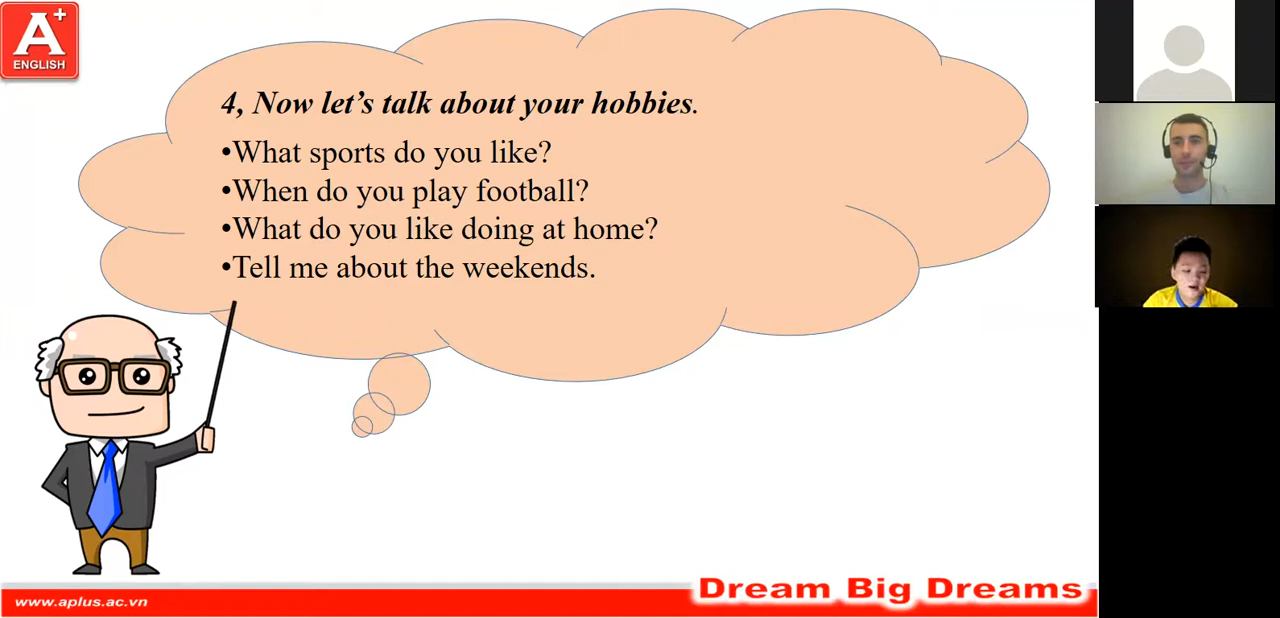 A+
ENGLISH
4, Now let’s talk about your hobbies.
•What sports do you like?
•When do you play football?
•What do you like doing at home?
•Tell me about the weekends.
Dream Big Dreams
www.aplus.ac.vn